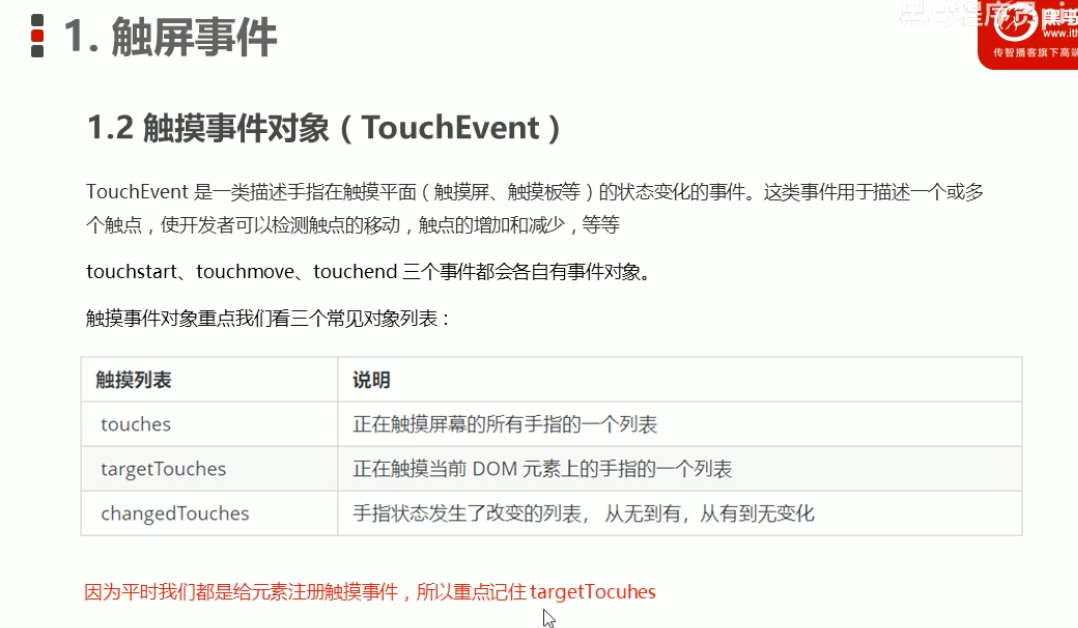 1. 触屏事件
www.ith
传智播客旗下高端
1.2 触摸事件对象（TouchEvent）
TouchEvent 是一类描述手指在触摸平面（触摸屏、触摸板等）的状态变化的事件。这类事件用于描述一个或多
个触点，使开发者可以检测触点的移动，触点的增加和减少，等等
touchstart、touchmove、touchend 三个事件都会各自有事件对象。
触摸事件对象重点我们看三个常见对象列表：
触摸列表 说明
touches 正在触摸屏幕的所有手指的一个列表
targetTouches 正在触摸当前 DOM 元素上的手指的一个列表
changedTouches 手指状态发生了改变的列表， 从无到有，从有到无变化
因为平时我们都是给元素注册触摸事件，所以重点记住 targetTocuhes